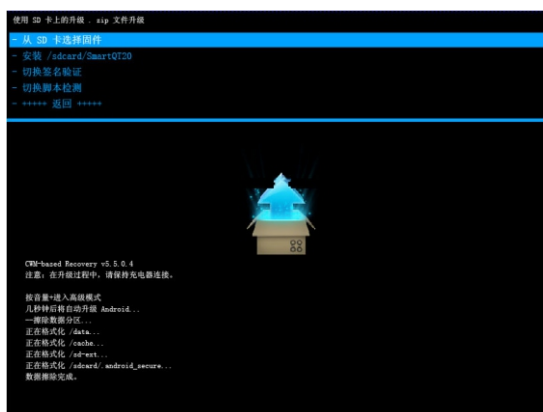 使用 SD 卡上的升级 . zip 文件升级
- 从 SD 卡选择固件
- 安装 /sdcard/SmartQT20
- 切换签名验证
- 切换脚本检测
- +++++ 返回 +++++
CWM-based Recovery v5.5.0.4
注意: 在升级过程中, 请保持充电器连接。
按音量+进入高级模式
几秒钟后将自动升级 Android...
--擦除数据分区...
正在格式化 /data...
正在格式化 /cache...
正在格式化 /sd-ext...
正在格式化 /sdcard/.android_secure...
数据擦除完成。